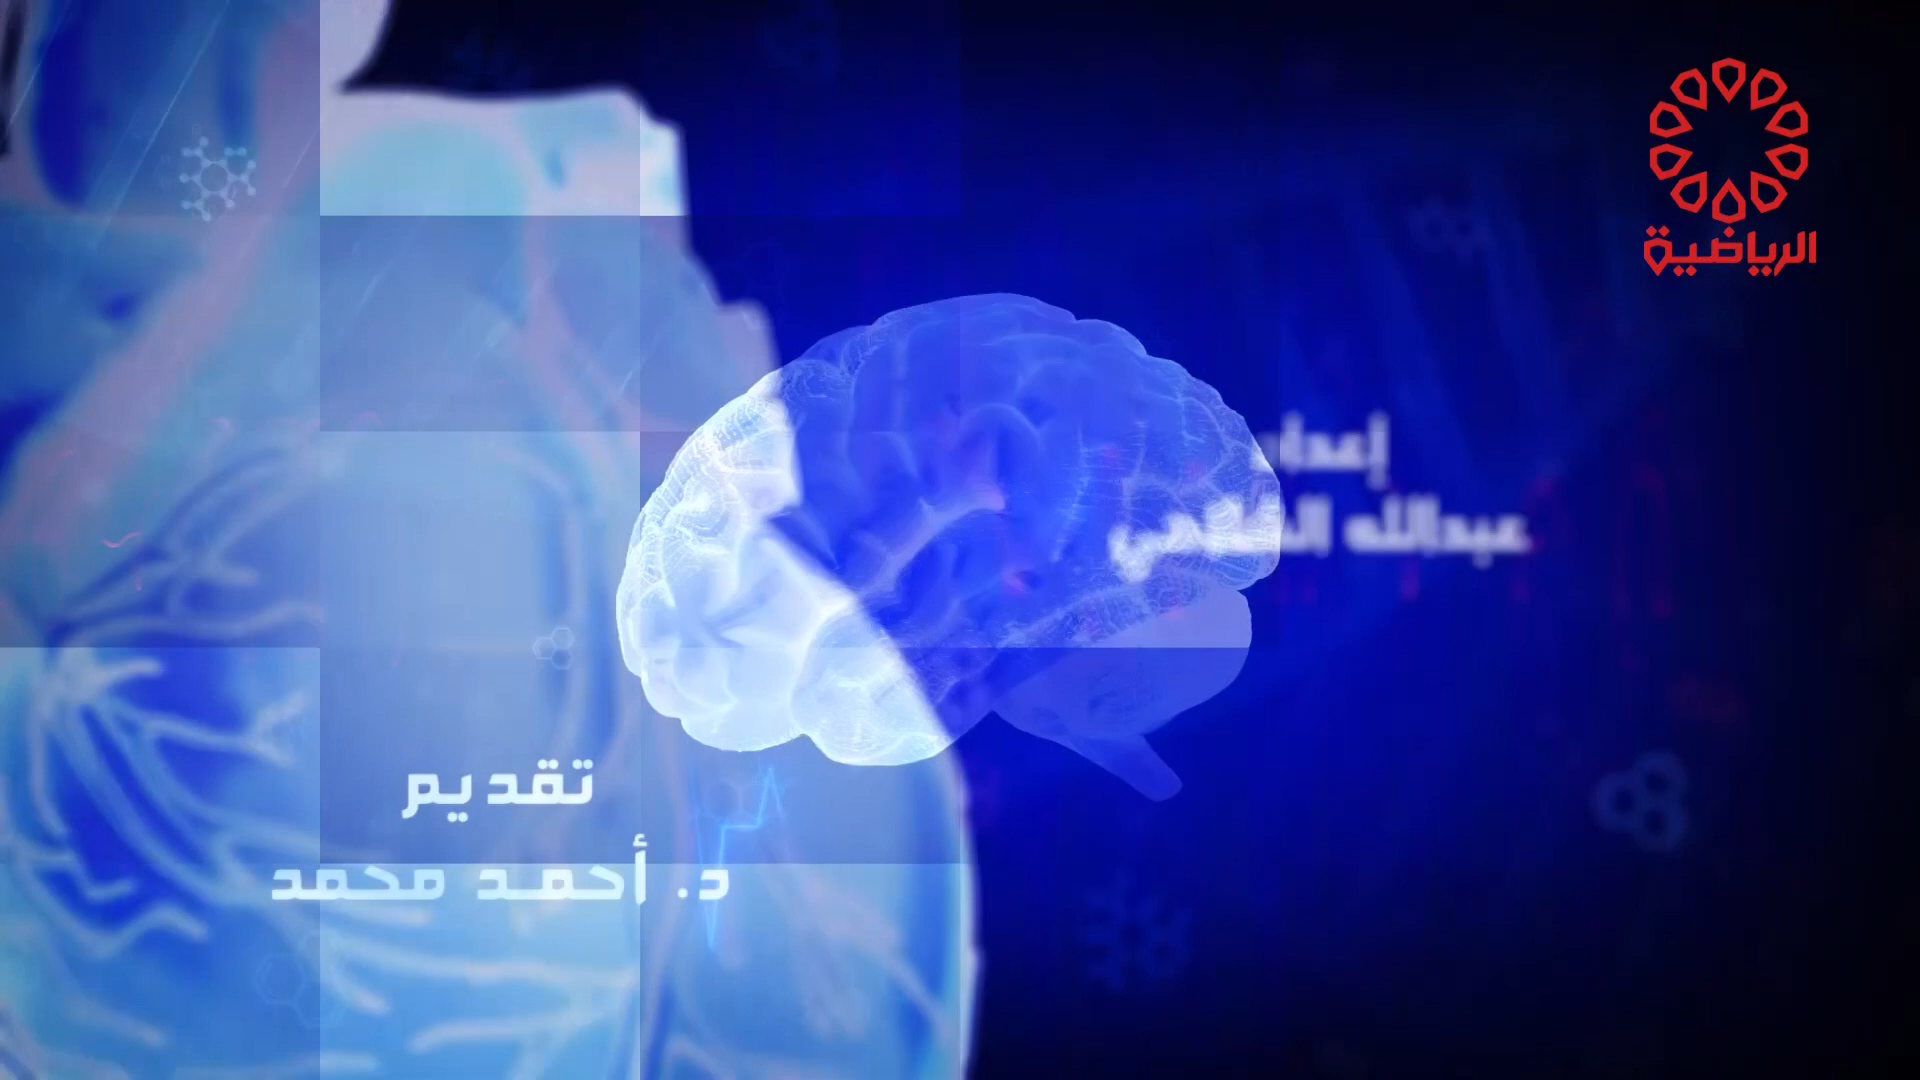 الرياضية
إعداد
عبدالله
تقديم
د. أحمد محمد